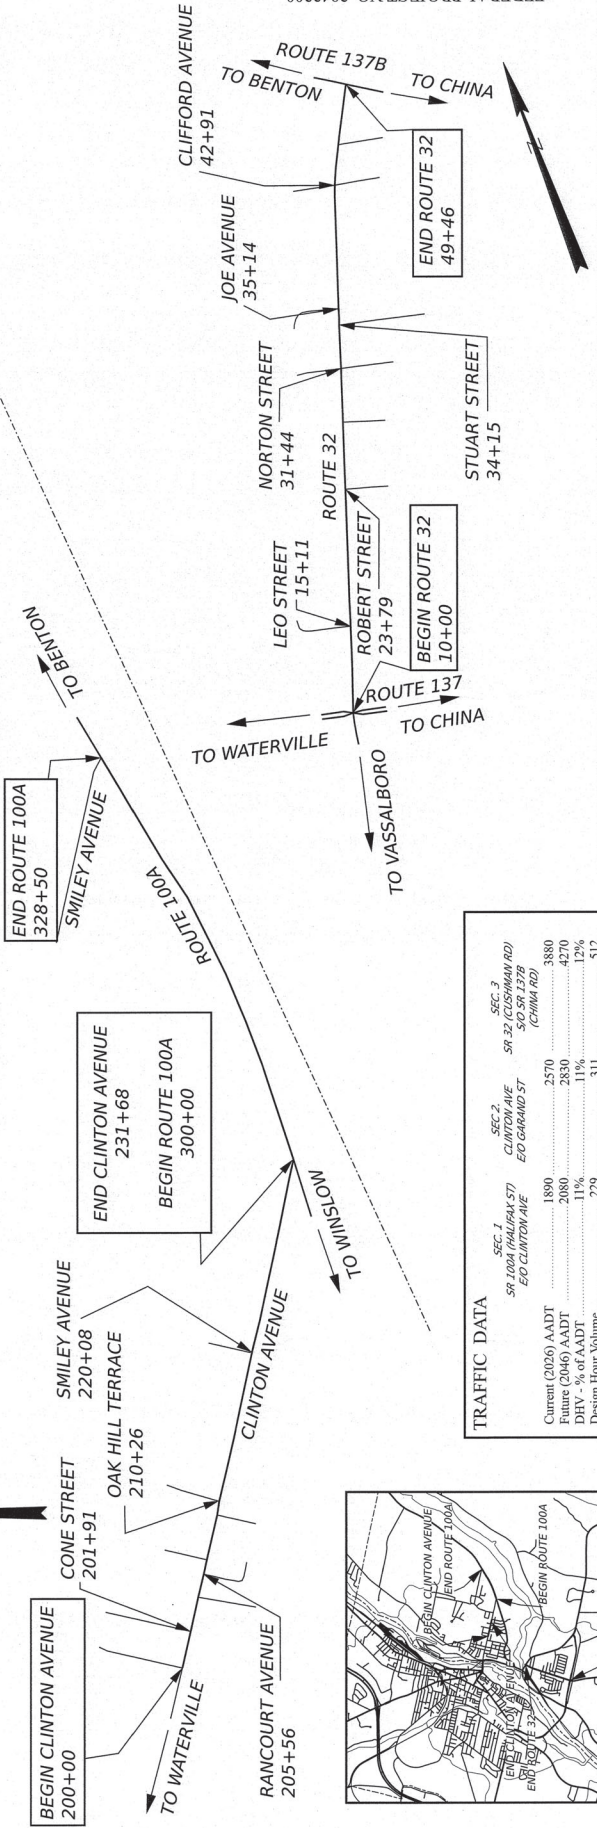 BEGIN CLINTON AVENUE
200+00
CONE STREET
201+91
OAK HILL TERRACE
210+26
SMILEY AVENUE
220+08
END CLINTON AVENUE
231+68
BEGIN ROUTE 100A
300+00
END ROUTE 100A
328+50
SMILEY AVENUE
TO BENTON
ROUTE 100A
CLINTON AVENUE
TO WINSLOW
TO WATERVILLE
RANCOURT AVENUE
205+56
CLIFFORD AVENUE
42+91
ROUTE 137B
TO BENTON
TO CHINA
JOE AVENUE
35+14
NORTON STREET
31+44
ROUTE 32
LEO STREET
15+11
ROBERT STREET
23+79
END ROUTE 32
49+46
STUART STREET
34+15
BEGIN ROUTE 32
10+00
ROUTE 137
TO WATERVILLE
TO CHINA
TO VASSALBORO
TRAFFIC DATA
SEC. 1
SR 100A (HALIFAX ST)
E/O CLINTON AVE
SEC 2.
CLINTON AVE
E/O GARAND ST
SEC. 3
SR 32 (CUSHMAN RD)
S/O SR 137B
(CHINA RD)
Current (2026) AADT 1890 2570 3880
Future (2046) AADT 2080 2830 4270
DHV - % of AADT 11% 11% 12%
Design Hour Volume 229 311 512
BEGIN CLINTON AVENUE
END ROUTE 100A
BEGIN ROUTE 100A
END CLINTON AVENUE
END ROUTE 32